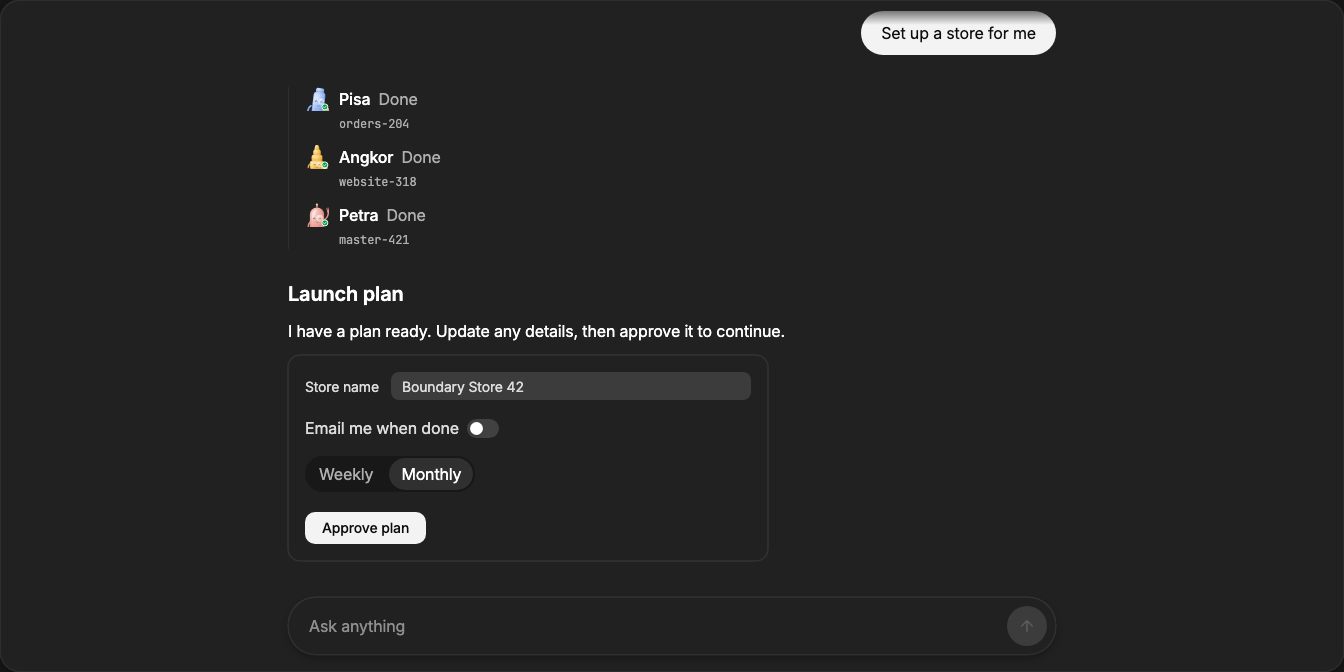 Set up a store for me
Pisa Done
orders-204
Angkor Done
website-318
Petra Done
master-421
Launch plan
I have a plan ready. Update any details, then approve it to continue.
Store name Boundary Store 42
Email me when done
Weekly Monthly
Approve plan
Ask anything